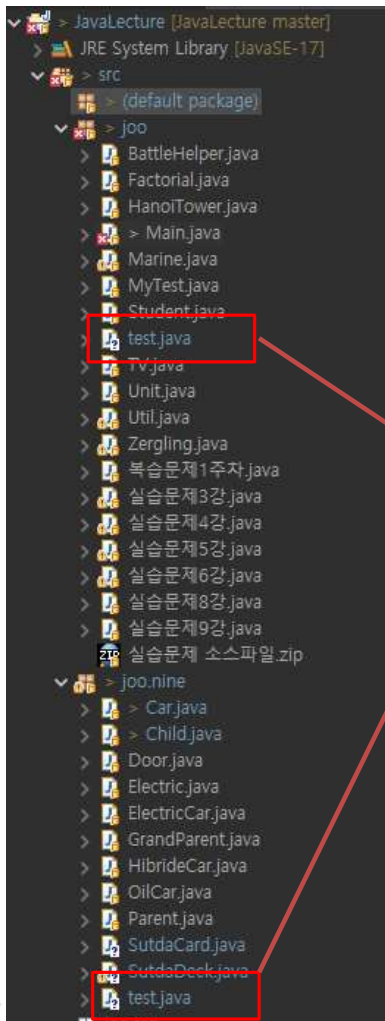 > JavaLecture [JavaLecture master]
JRE System Library [JavaSE-17]
> src
> (default package)
> joo
BattleHelper.java
Factorial.java
HanoiTower.java
> Main.java
Marine.java
MyTest.java
Student.java
test.java
TV.java
Unit.java
Util.java
Zergling.java
복습문제1주차.java
실습문제3강.java
실습문제4강.java
실습문제5강.java
실습문제6강.java
실습문제8강.java
실습문제9강.java
실습문제 소스파일.zip
> joo.nine
> Car.java
> Child.java
Door.java
Electric.java
ElectricCar.java
GrandParent.java
HibrideCar.java
OilCar.java
Parent.java
SutdaCard.java
SutdaDeck.java
test.java